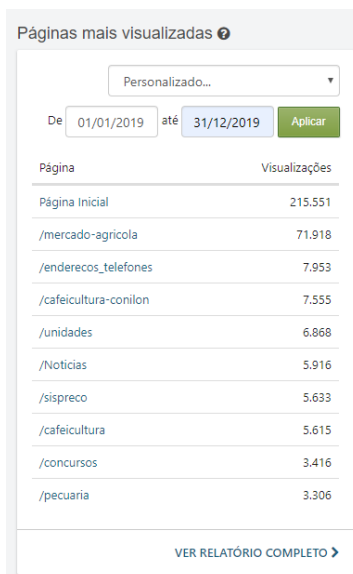 Páginas mais visualizadas ?
Personalizado...
De 01/01/2019 até 31/12/2019 Aplicar
Página Visualizações
Página Inicial 215.551
/mercado-agricola 71.918
/enderecos_telefones 7.953
/cafeicultura-conilon 7.555
/unidades 6.868
/Noticias 5.916
/sispreco 5.633
/cafeicultura 5.615
/concursos 3.416
/pecuaria 3.306
VER RELATÓRIO COMPLETO